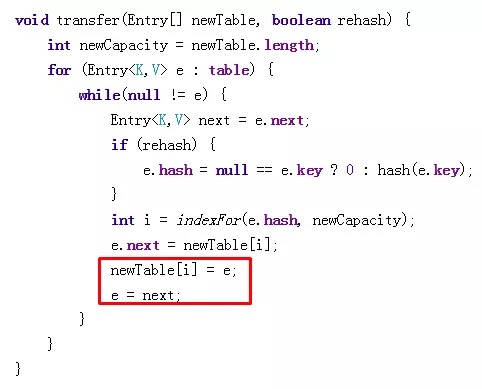 void transfer(Entry[] newTable, boolean rehash) {
    int newCapacity = newTable.length;
    for (Entry<K,V> e : table) {
        while(null != e) {
            Entry<K,V> next = e.next;
            if (rehash) {
                e.hash = null == e.key ? 0 : hash(e.key);
            }
            int i = indexFor(e.hash, newCapacity);
            e.next = newTable[i];
            newTable[i] = e;
            e = next;
        }
    }
}